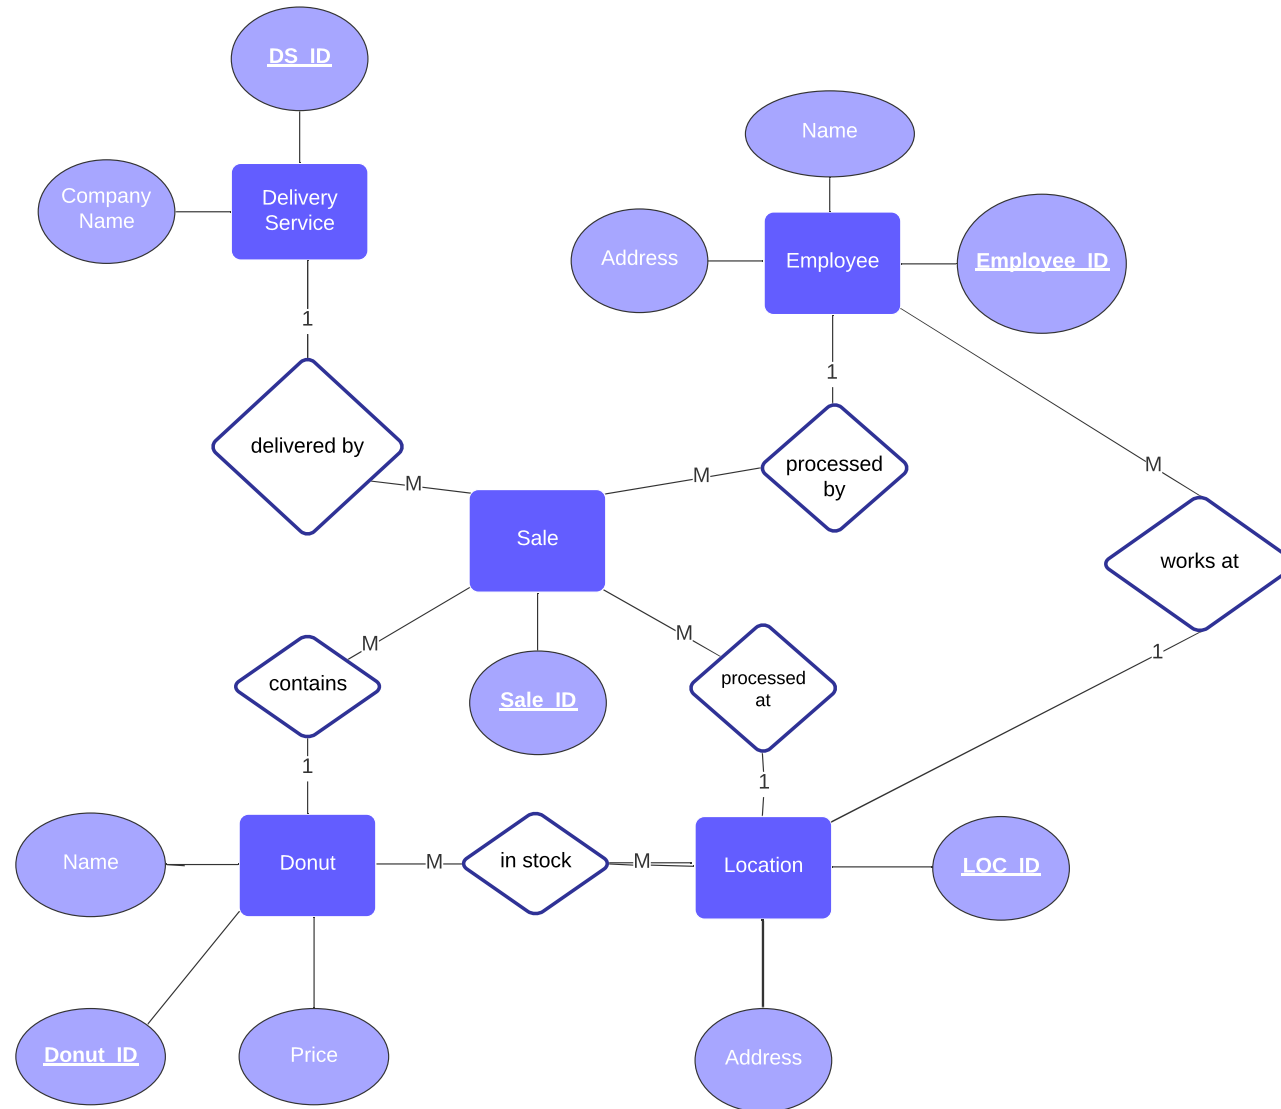 DS_ID
Name
Company
Name
Delivery
Service
Address
Employee
Employee_ID
1
1
delivered by
processed
by
M
M
M
Sale
works at
M
M
contains
Sale_ID
processed
at
1
1
1
Name
Donut
M
in stock
M
Location
LOC_ID
Donut_ID
Price
Address